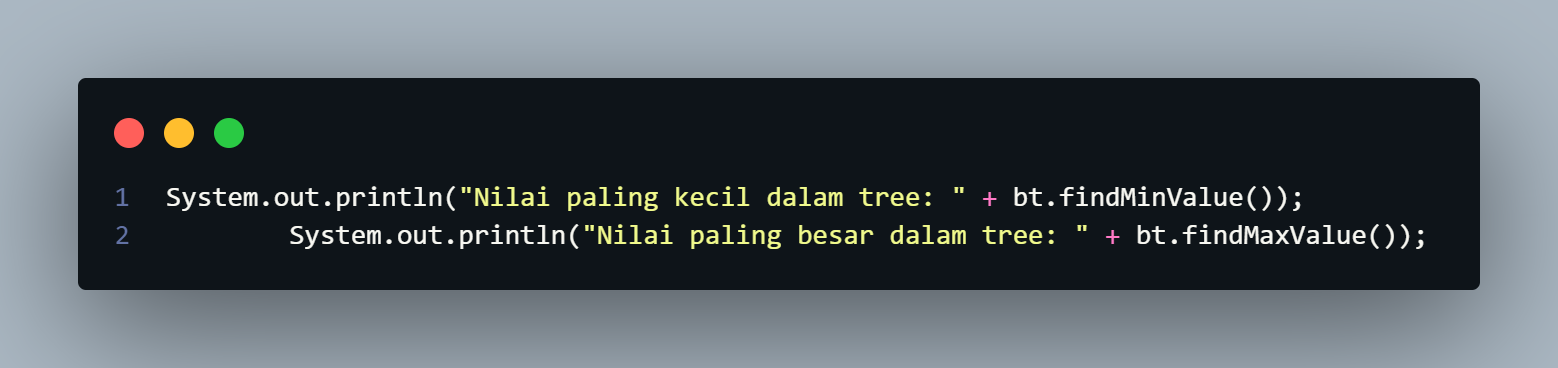 1 System.out.println("Nilai paling kecil dalam tree: " + bt.findMinValue());
2 System.out.println("Nilai paling besar dalam tree: " + bt.findMaxValue());